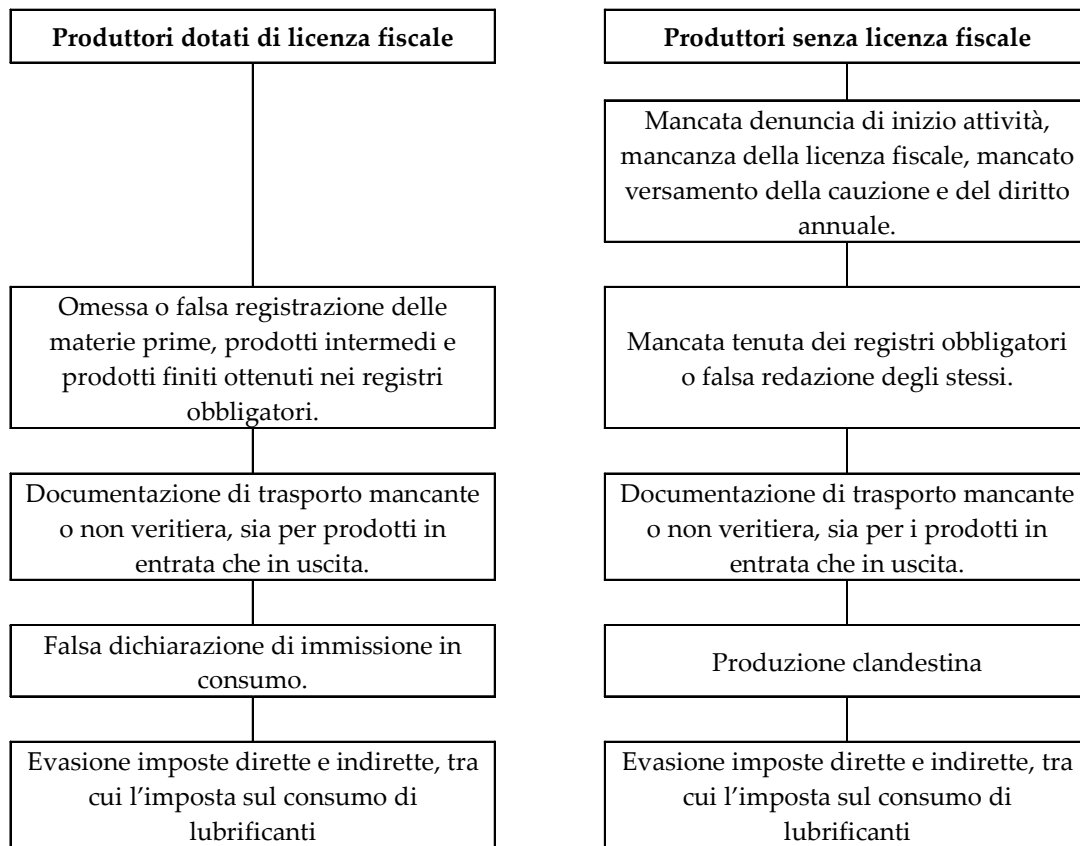 Produttori dotati di licenza fiscale
Omessa o falsa registrazione delle
materie prime, prodotti intermedi e
prodotti finiti ottenuti nei registri
obbligatori.
Documentazione di trasporto mancante
o non veritiera, sia per prodotti in
entrata che in uscita.
Falsa dichiarazione di immissione in
consumo.
Evasione imposte dirette e indirette, tra
cui l’imposta sul consumo di
lubrificanti
Produttori senza licenza fiscale
Mancata denuncia di inizio attività,
mancanza della licenza fiscale, mancato
versamento della cauzione e del diritto
annuale.
Mancata tenuta dei registri obbligatori
o falsa redazione degli stessi.
Documentazione di trasporto mancante
o non veritiera, sia per i prodotti in
entrata che in uscita.
Produzione clandestina
Evasione imposte dirette e indirette, tra
cui l’imposta sul consumo di
lubrificanti